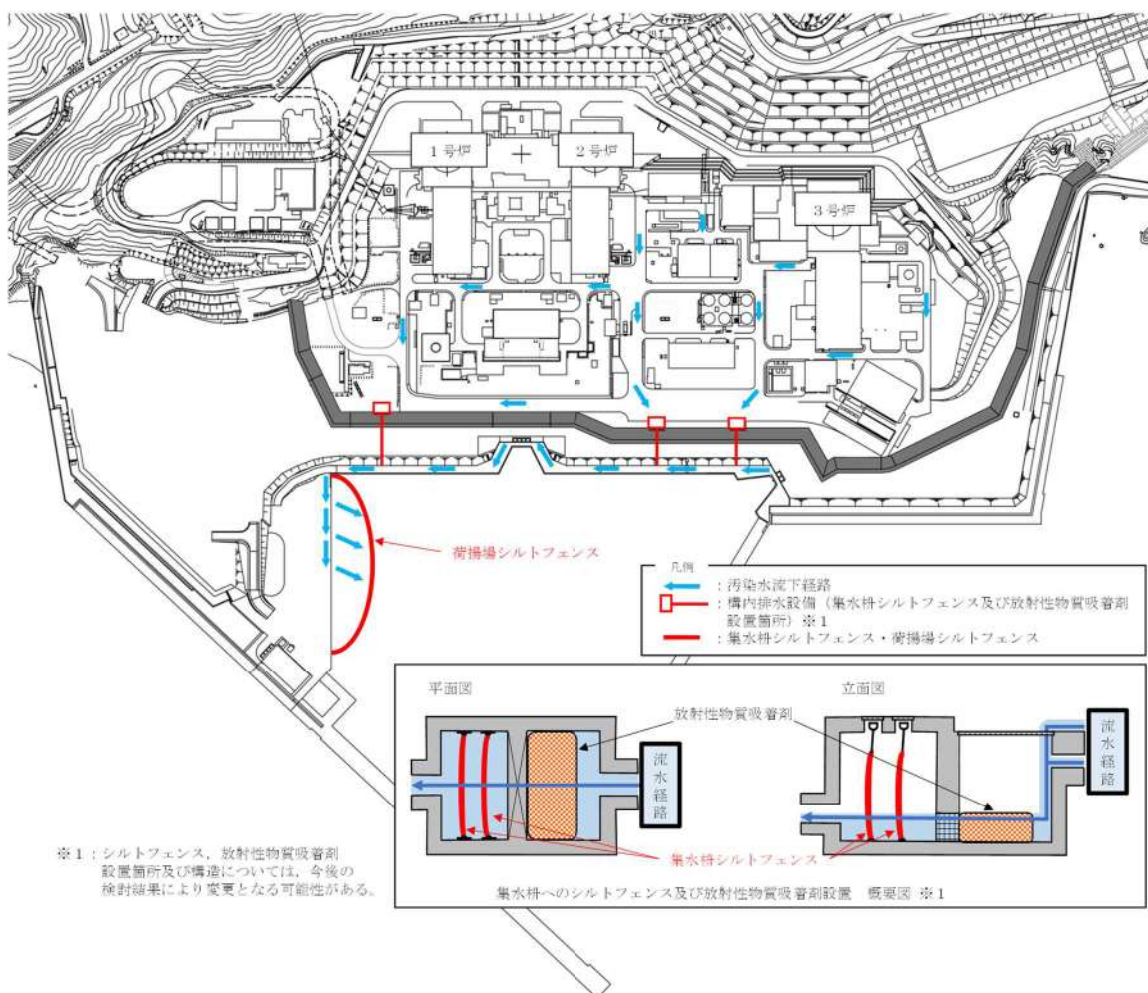 1号炉
2号炉
3号炉
荷揚場シルトフェンス
凡例
：汚染水流下経路
：構内排水設備（集水枡シルトフェンス及び放射性物質吸着剤
設置箇所）※1
：集水枡シルトフェンス・荷揚場シルトフェンス
平面図
立面図
放射性物質吸着剤
流水経路
流水経路
集水枡シルトフェンス
集水枡へのシルトフェンス及び放射性物質吸着剤設置　概要図 ※1
※1：シルトフェンス，放射性物質吸着剤
設置箇所及び構造については，今後の
検討結果により変更となる可能性がある。